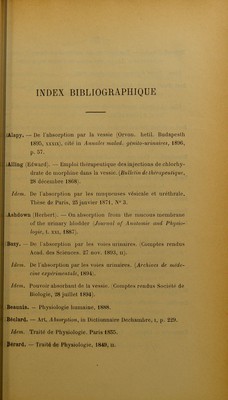 INDEX BIBLIOGRAPHIQUE
Alapy. — De l'absorption par la vessie (Orvos. hetil. Budapesth
1895, XXXIX), cité in Annales malad. génito-urinaires, 1896,
p. 57.
Alling (Edward). — Emploi thérapeutique des injections de chlorhy-
drate de morphine dans la vessie. (Bulletin de thérapeutique,
28 décembre 1869).
Idem. De l'absorption par les muqueuses vésicale et uréthrale,
Thèse de Paris, 25 janvier 1871, No 3.
Ashdown (Herbert). — On absorption from the mucous membrane
of the urinary bladder (Journal of Anatomie and Physio-
logie, t. XXI, 1887).
Bazy. — De l'absorption par les voies urinaires. (Comptes rendus
Acad. des Sciences. 27 nov. 1893, II).
Idem. De l'absorption par les voies urinaires. (Archives de méde-
cine expérimentale, 1894).
Idem. Pouvoir absorbant de la vessie. (Comptes rendus Société de
Biologie, 28 juillet 1894).
Beaunis. — Physiologie humaine, 1888.
Béclard. — Art. Absorption, in Dictionnaire Dechambre, I, p. 229.
Idem. Traité de Physiologie. Paris 1855.
Bérard. — Traité de Physiologie, 1849, II.